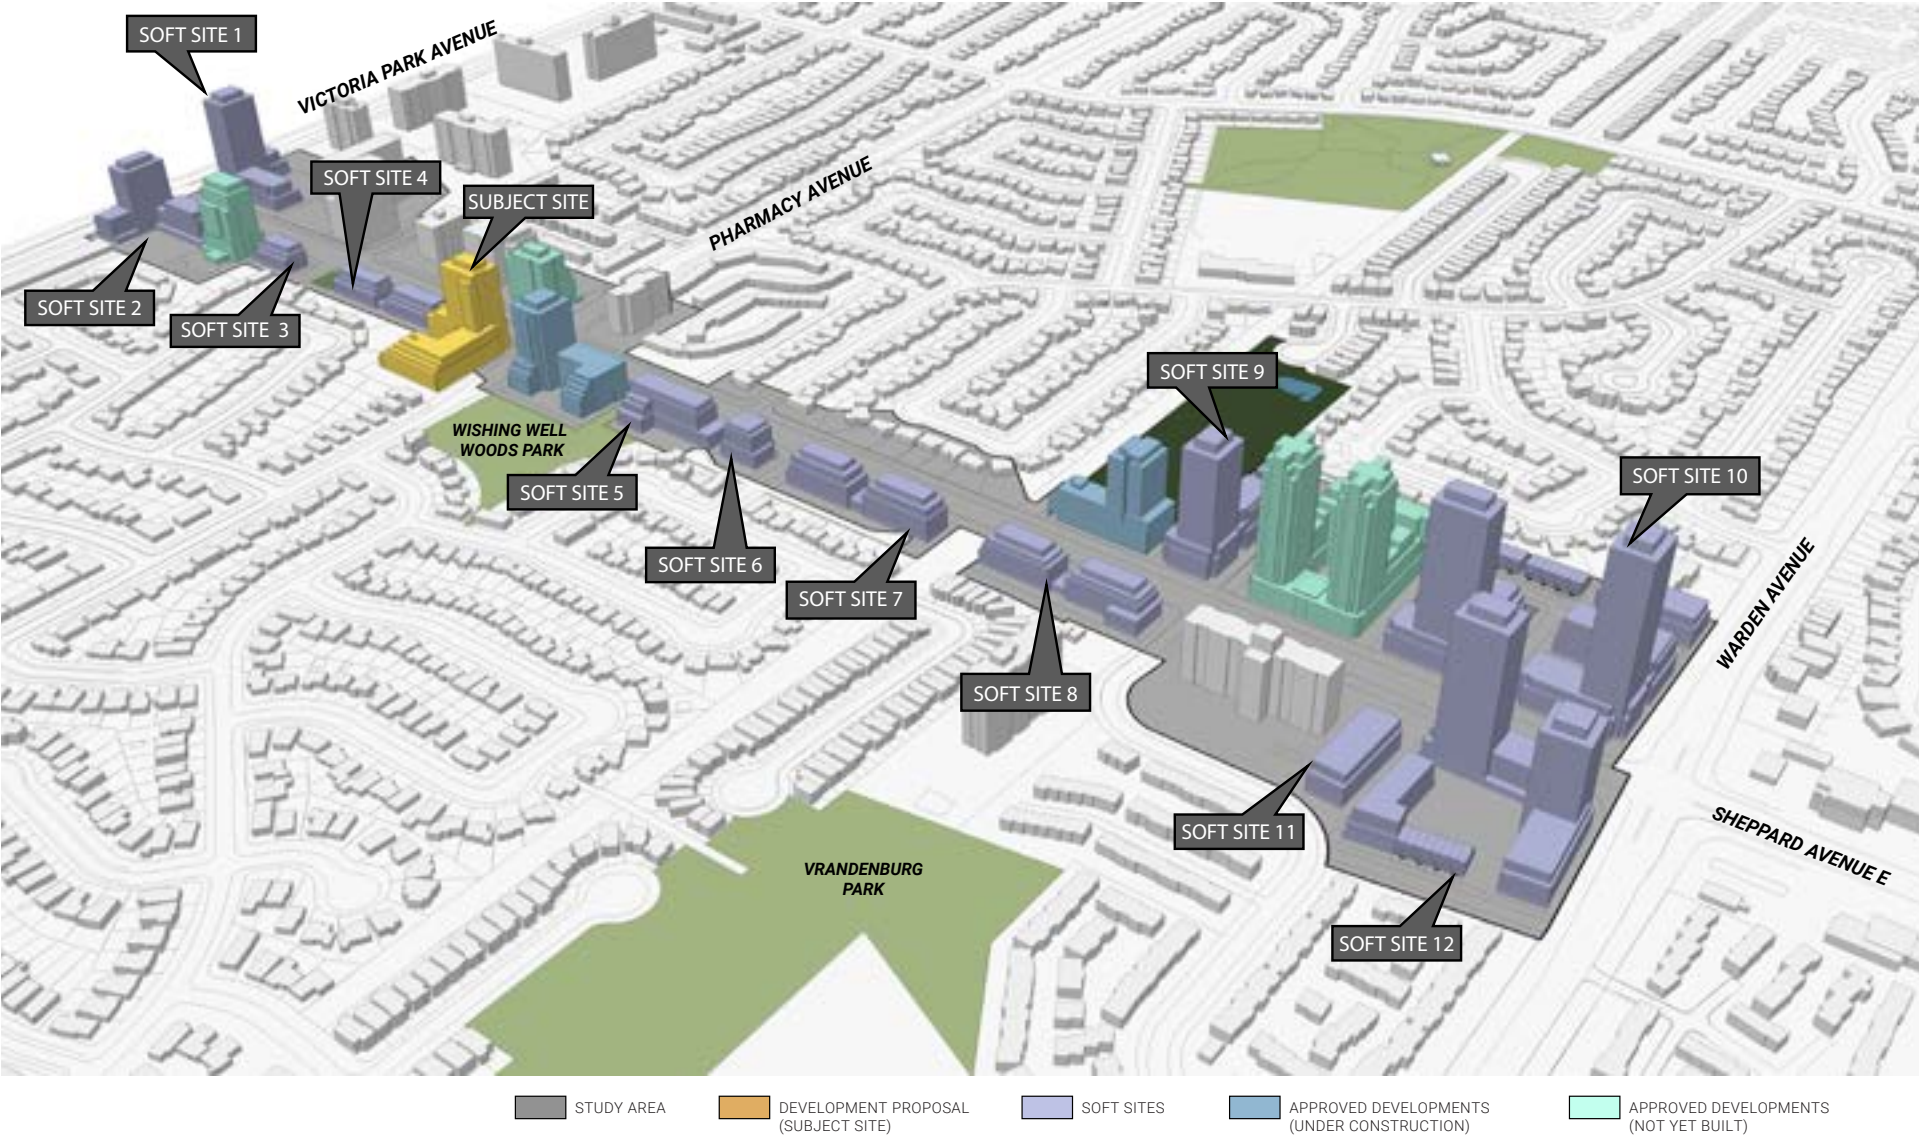 SOFT SITE 1
VICTORIA PARK AVENUE
SOFT SITE 4
SUBJECT SITE
PHARMACY AVENUE
SOFT SITE 2
SOFT SITE 3
SOFT SITE 9
WISHING WELL
WOODS PARK
SOFT SITE 5
SOFT SITE 10
SOFT SITE 6
SOFT SITE 7
WARDEN AVENUE
SOFT SITE 8
SOFT SITE 11
SHEPPARD AVENUE E
VRANDENBURG
PARK
SOFT SITE 12
STUDY AREA
DEVELOPMENT PROPOSAL
(SUBJECT SITE)
SOFT SITES
APPROVED DEVELOPMENTS
(UNDER CONSTRUCTION)
APPROVED DEVELOPMENTS
(NOT YET BUILT)